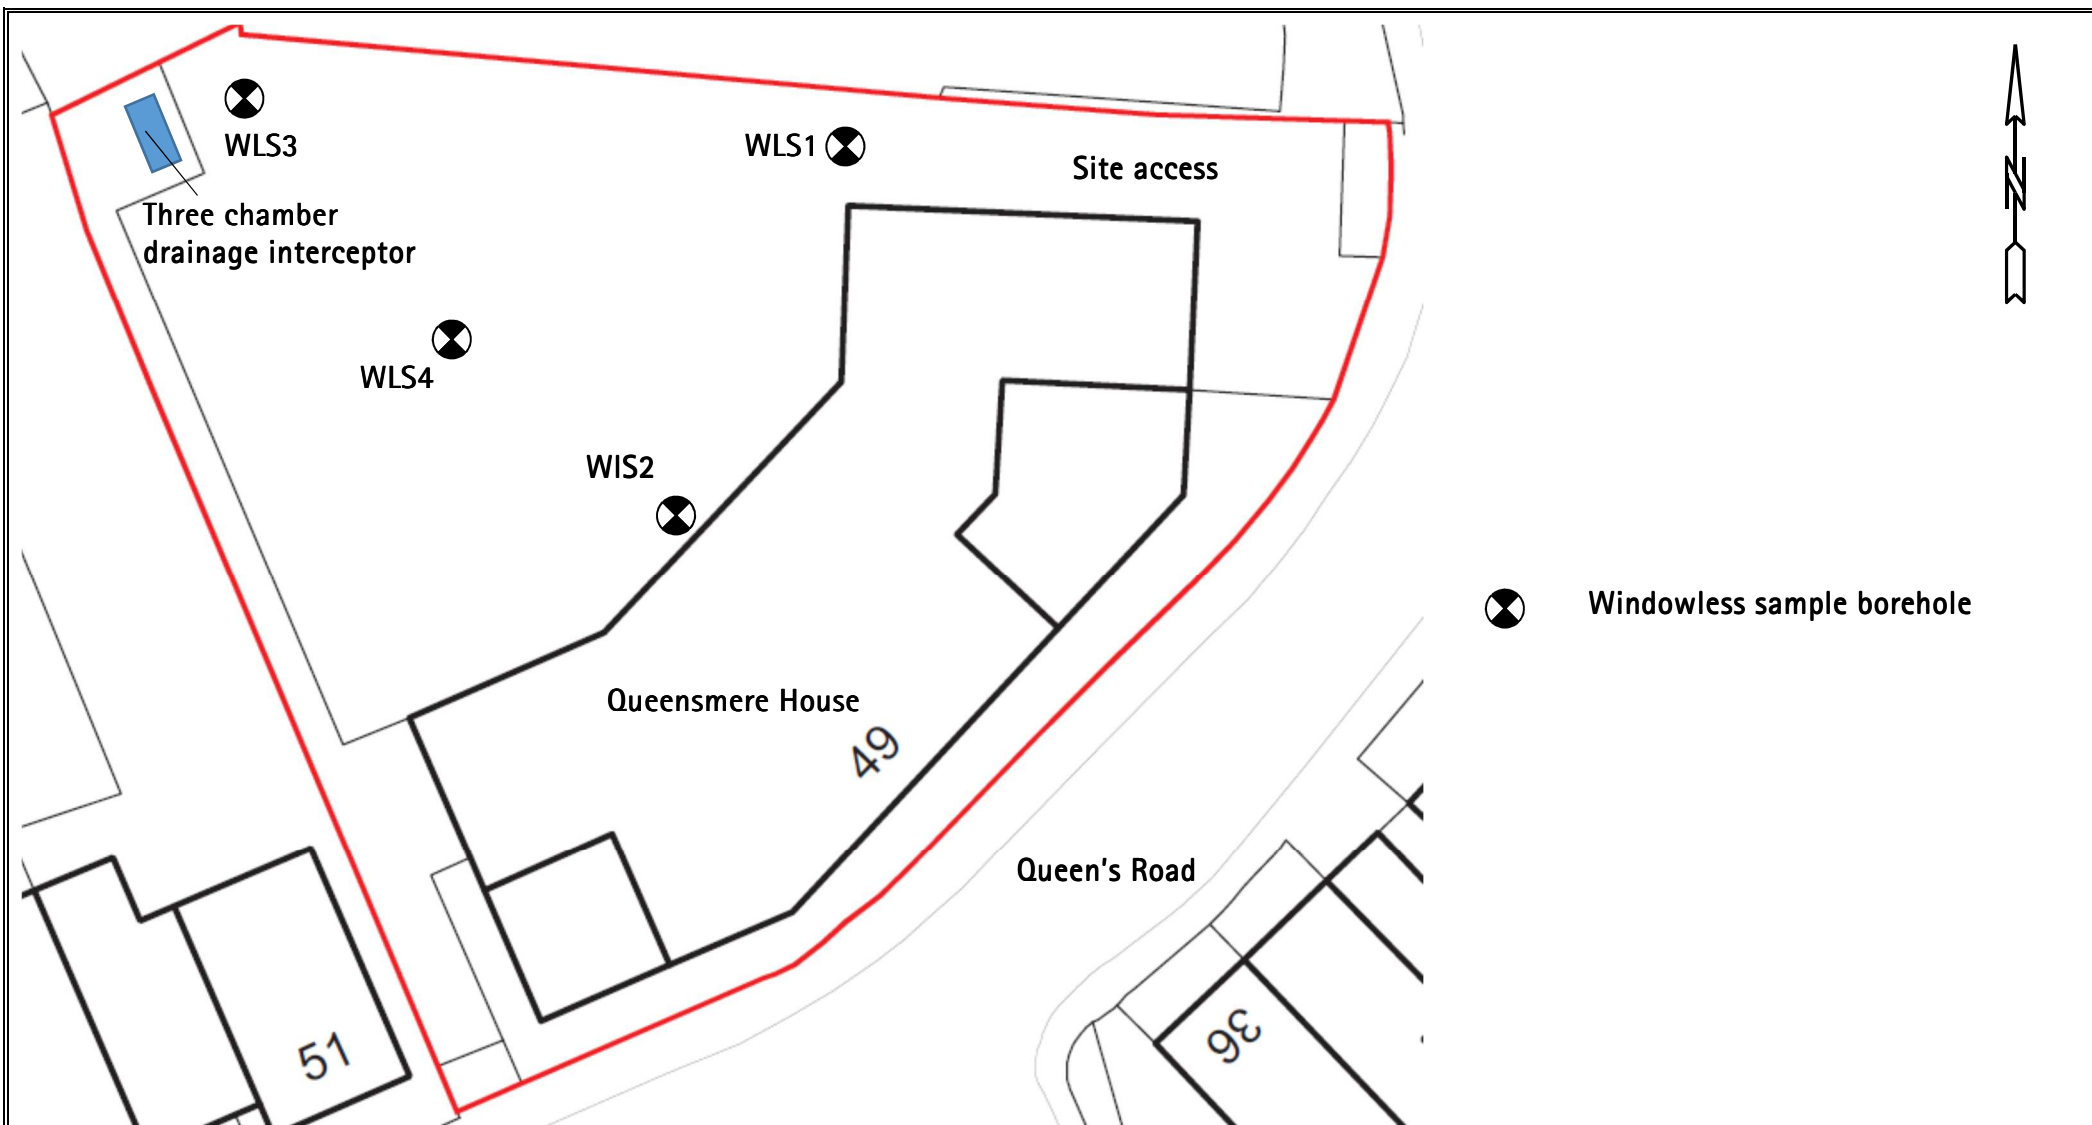 WLS3
WLS1
Site access
Three chamber
drainage interceptor
WLS4
WIS2
Windowless sample borehole
Queensmere House
49
Queen's Road
51
36
N